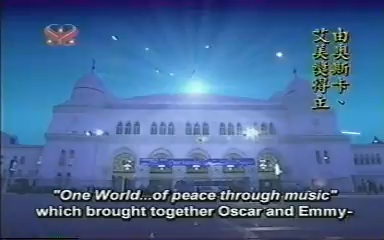 由奧斯卡、
艾美獎得主
"One World...of peace through music"
which brought together Oscar and Emmy-